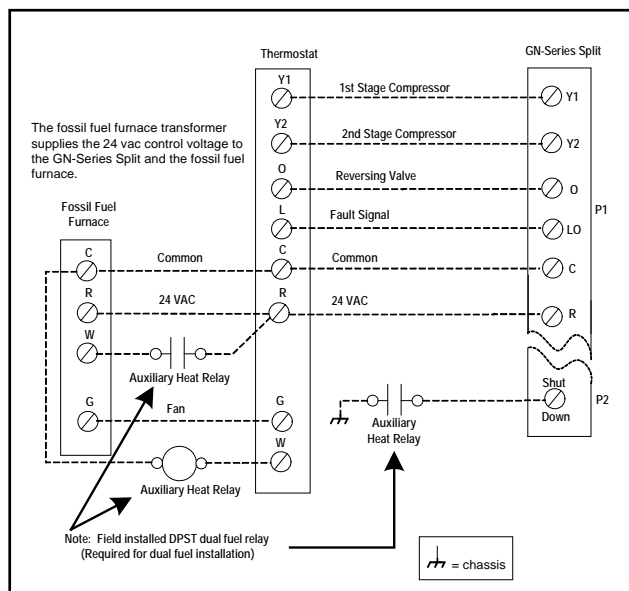 Thermostat
GN-Series Split
Y1
1st Stage Compressor
Y1
The fossil fuel furnace transformer
supplies the 24 vac control voltage to
the GN-Series Split and the fossil fuel
furnace.
Y2
2nd Stage Compressor
Y2
O
Reversing Valve
O
Fossil Fuel
Furnace
L
Fault Signal
LO
P1
C
Common
C
Common
C
R
24 VAC
R
24 VAC
R
W
Auxiliary Heat Relay
Shut
Down
P2
G
Fan
G
Auxiliary
Heat Relay
W
Auxiliary Heat Relay
Note: Field installed DPST dual fuel relay
(Required for dual fuel installation)
= chassis